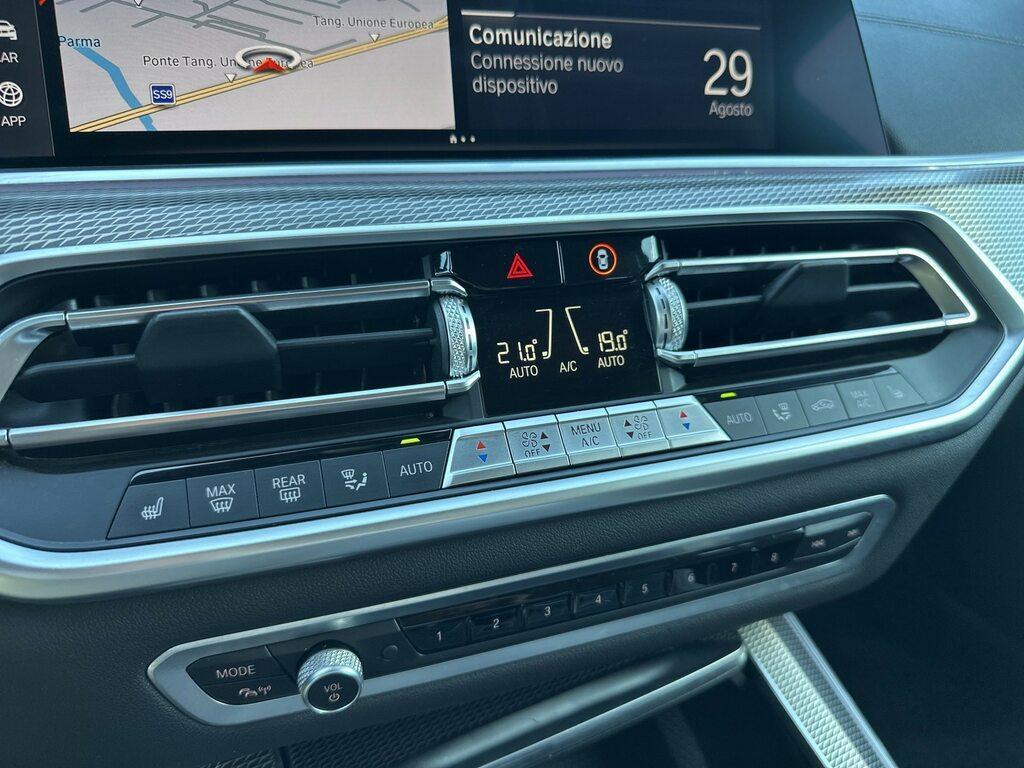 AR
APP
Parma
Tang. Unione Europea
Ponte Tang. Unione Europea
SS9
Comunicazione
Connessione nuovo
dispositivo
29
Agosto
21.0°
AUTO
A/C
19.0°
AUTO
MAX
REAR
AUTO
OFF
MENU
A/C
OFF
AUTO
MAX
A/C
MODE
VOL
1
2
3
4
5
6
7
8